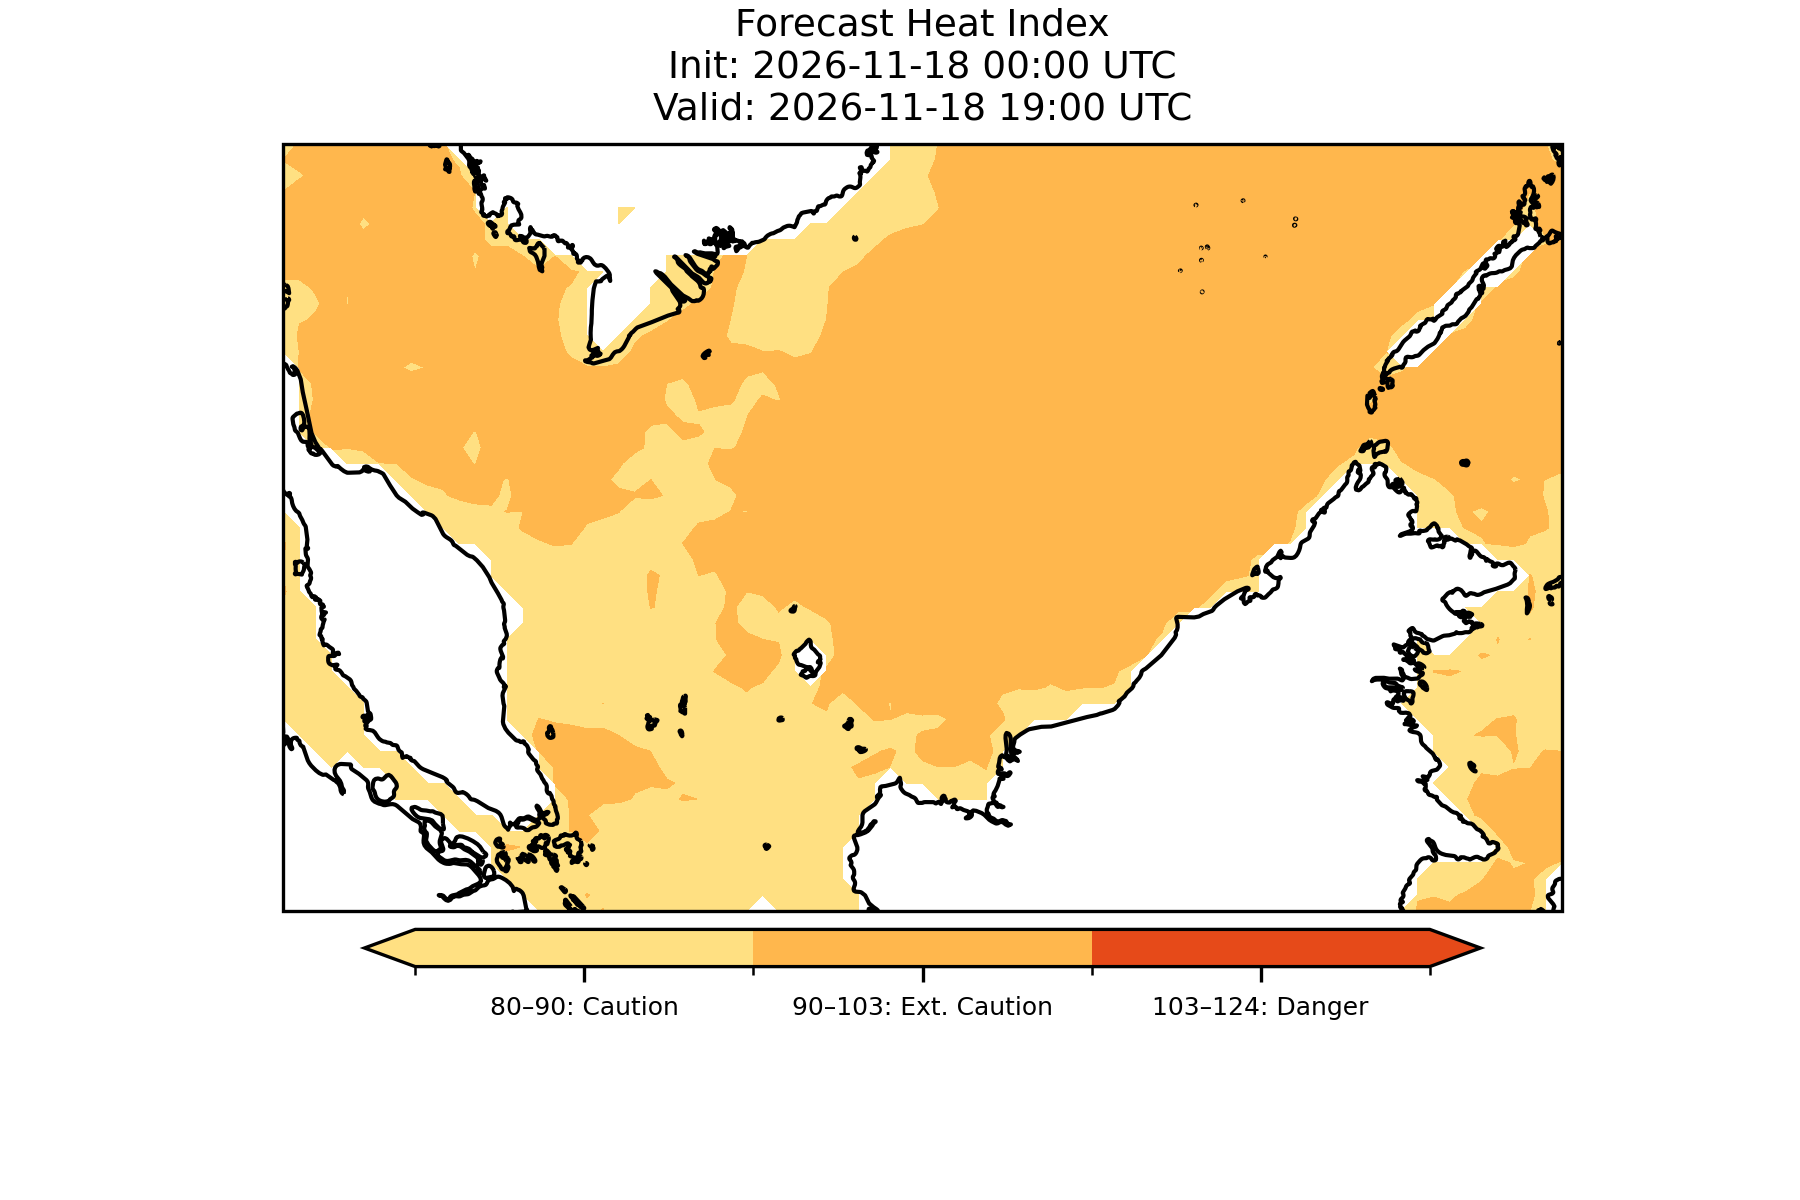 Forecast Heat Index
Init: 2026-11-18 00:00 UTC
Valid: 2026-11-18 19:00 UTC
80–90: Caution
90–103: Ext. Caution
103–124: Danger